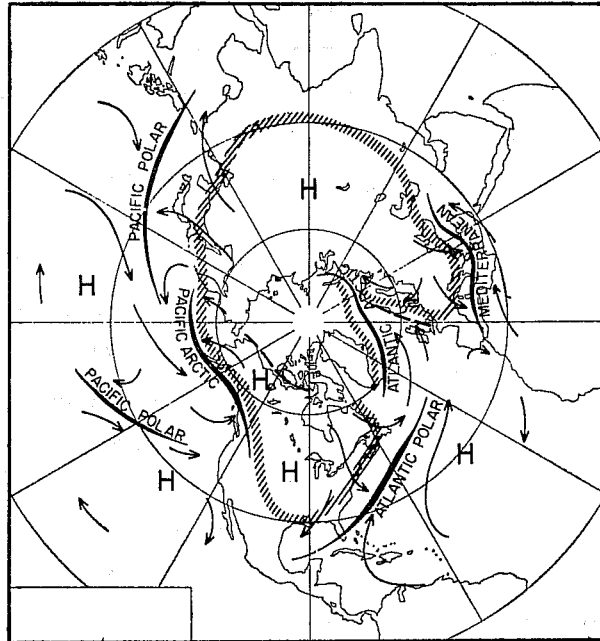 PACIFIC POLAR
H
MEDITERRANEAN
H
PACIFIC ARCTIC
ATLANTIC
H
PACIFIC POLAR
H
H
H
ATLANTIC POLAR